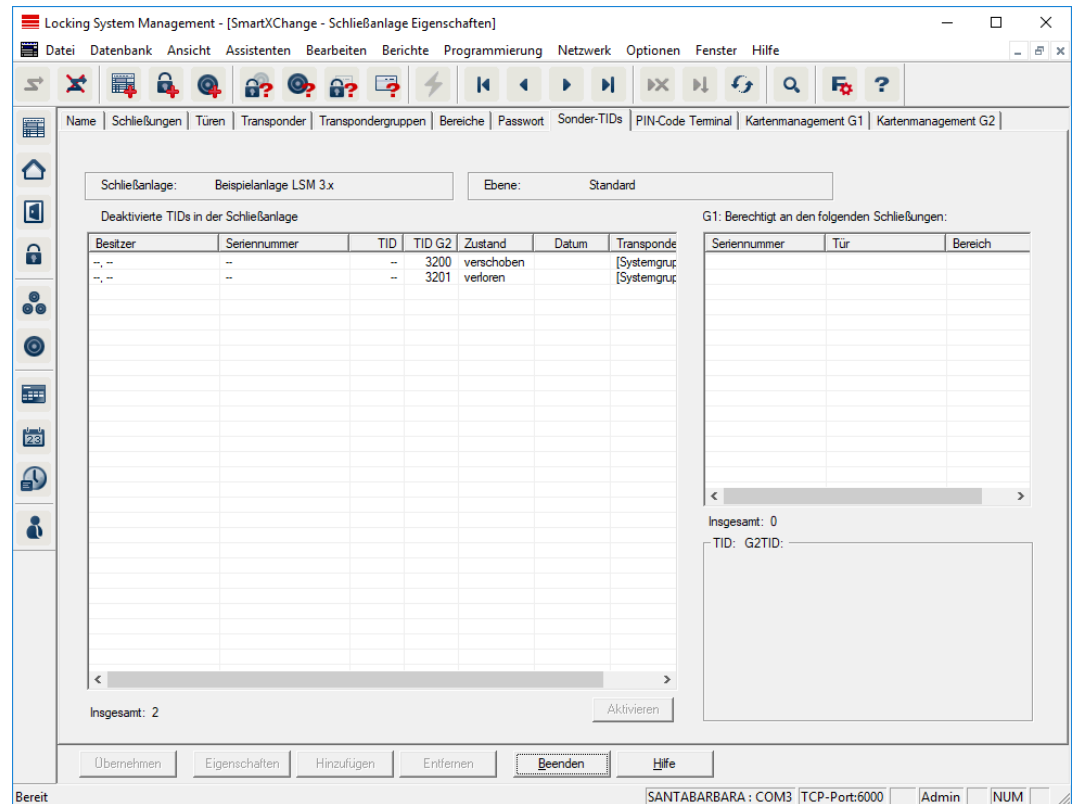 Locking System Management - [SmartXChange - Schließanlage Eigenschaften]
Datei Datenbank Ansicht Assistenten Bearbeiten Berichte Programmierung Netzwerk Optionen Fenster Hilfe
Name Schließungen Türen Transponder Transpondergruppen Bereiche Passwort Sonder-TIDs PIN-Code Terminal Kartenmanagement G1 Kartenmanagement G2
Schließanlage: Beispielanlage LSM 3.x Ebene: Standard
Deaktivierte TIDs in der Schließanlage
Besitzer Seriennummer TID TID G2 Zustand Datum Transponde
--, -- -- -- 3200 verschoben [Systemgrup
--, -- -- -- 3201 verloren [Systemgrup
Insgesamt: 2
Aktivieren
G1: Berechtigt an den folgenden Schließungen:
Seriennummer Tür Bereich
Insgesamt: 0
TID: G2TID:
23
Übernehmen Eigenschaften Hinzufügen Entfernen Beenden Hilfe
Bereit SANTABARBARA : COM3 TCP-Port:6000 Admin NUM